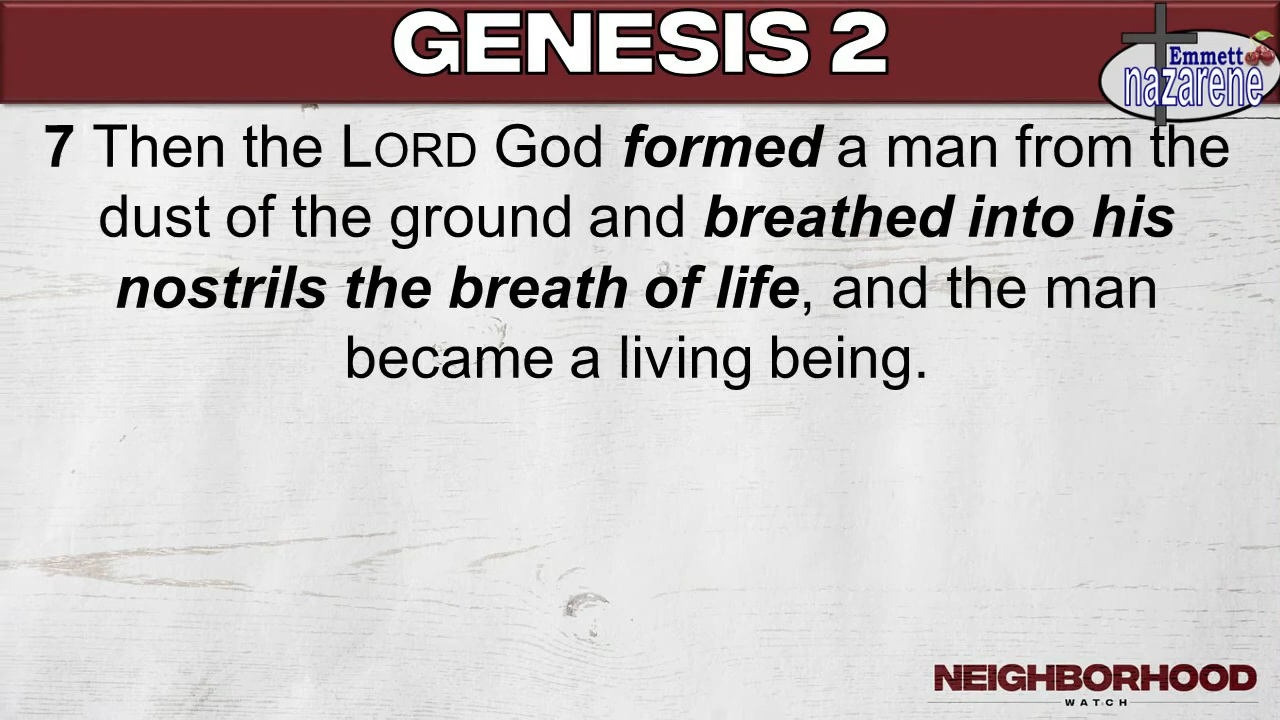 GENESIS 2
Emmett
nazarene
7 Then the LORD God formed a man from the
dust of the ground and breathed into his
nostrils the breath of life, and the man
became a living being.
NEIGHBORHOOD
WATCH